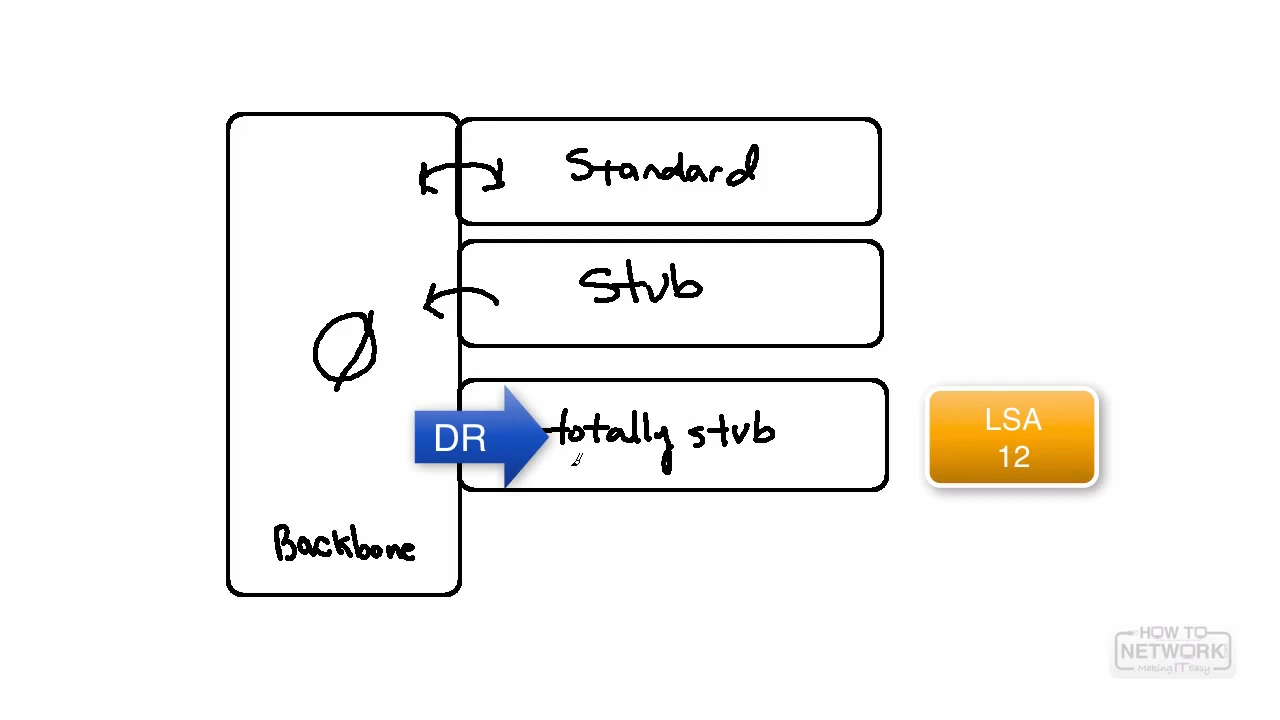 Standard
Stub
Ø
DR
totally stub
LSA
12
Backbone
HOW TO
NETWORK
Making IT Easy